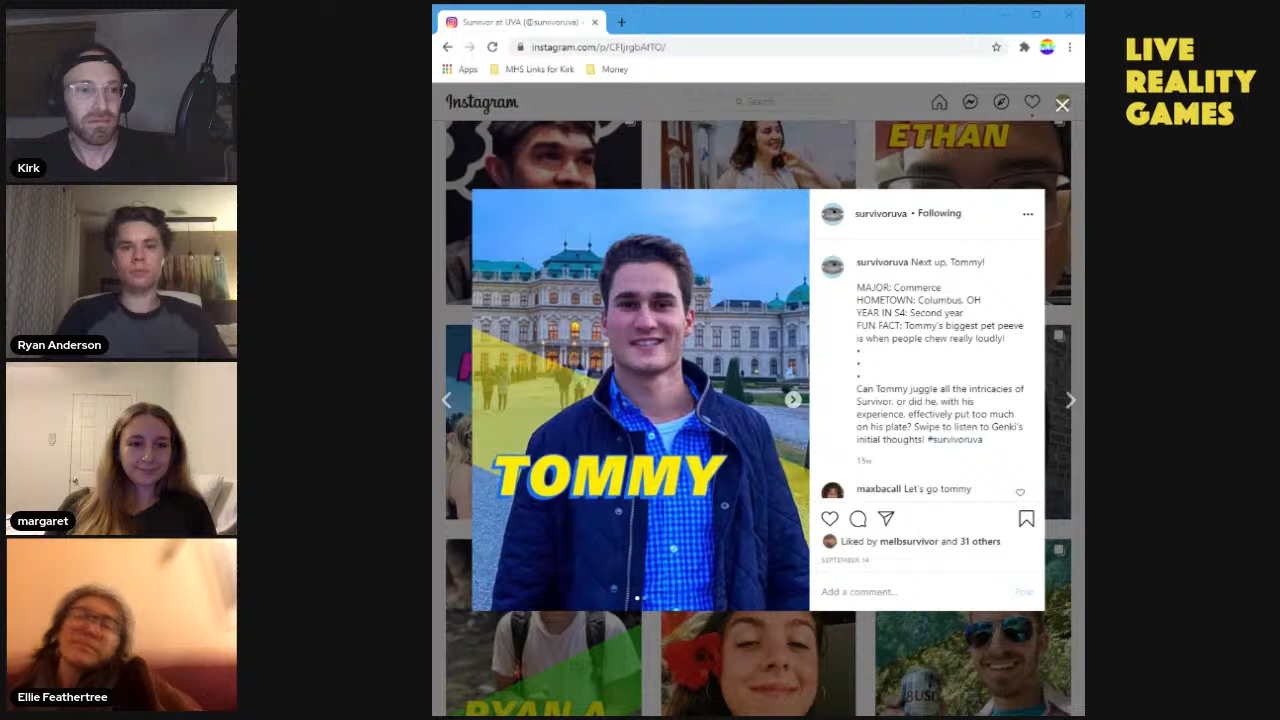 Kirk
Ryan Anderson
margaret
Ellie Feathertree
Survivor at UVA (@survivoruva)
instagram.com/p/CFIjrgbAfTO/
Apps
MHS Links for Kirk
Money
Instagram
Search
ETHAN
TOMMY
survivoruva • Following
survivoruva Next up, Tommy!
MAJOR: Commerce
HOMETOWN: Columbus, OH
YEAR IN S4: Second year
FUN FACT: Tommy's biggest pet peeve
is when people chew really loudly!
•
•
•
Can Tommy juggle all the intricacies of
Survivor, or did he, with his
experience, effectively put too much
on his plate? Swipe to listen to Genki's
initial thoughts! #survivoruva
15w
maxbacall Let's go tommy
Liked by melbsurvivor and 31 others
SEPTEMBER 14
Add a comment...
Post
RYAN A
BUSC
LIVE
REALITY
GAMES